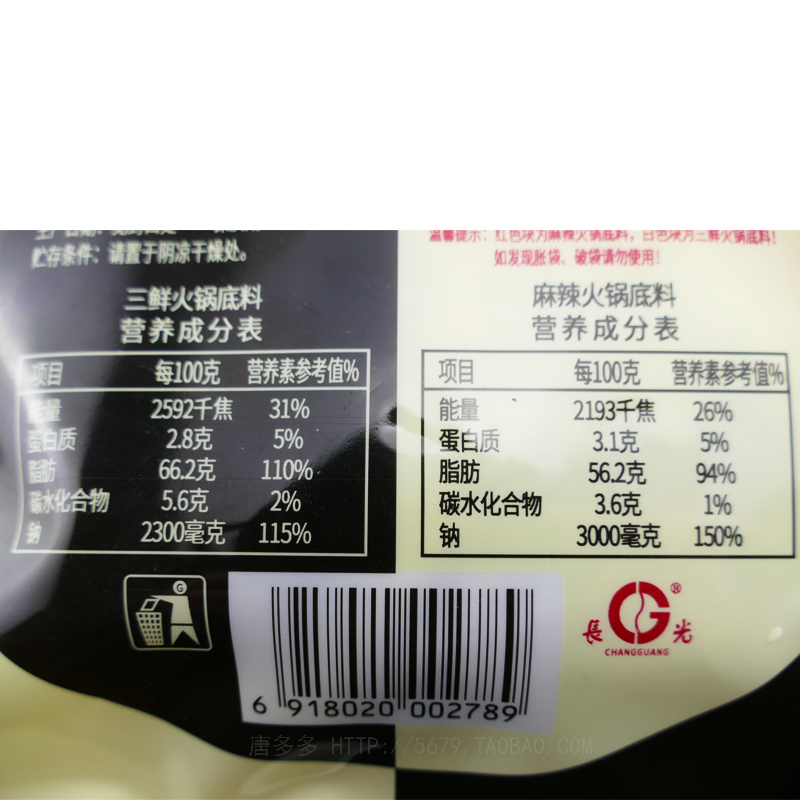 贮存条件：请置于阴凉干燥处。
温馨提示：红色块为麻辣火锅底料，白色块为三鲜火锅底料！
如发现胀袋、破袋请勿使用！
三鲜火锅底料
营养成分表
项目 每100克 营养素参考值%
能量 2592千焦 31%
蛋白质 2.8克 5%
脂肪 66.2克 110%
碳水化合物 5.6克 2%
钠 2300毫克 115%
麻辣火锅底料
营养成分表
项目 每100克 营养素参考值%
能量 2193千焦 26%
蛋白质 3.1克 5%
脂肪 56.2克 94%
碳水化合物 3.6克 1%
钠 3000毫克 150%
長 G ® 光
CHANGGUANG
6 918020 002789
唐多多 HTTP://5679.TAOBAO.COM